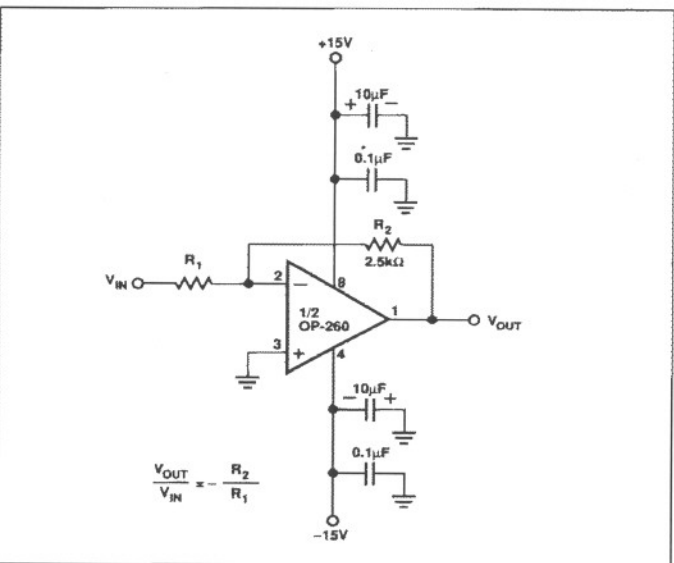 +15V
+ 10μF −
0.1μF
R2
2.5kΩ
R1
VIN
2 −
8
1/2
OP-260
1
VOUT
3 +
4
− 10μF +
0.1μF
VOUT/VIN = − R2/R1
−15V